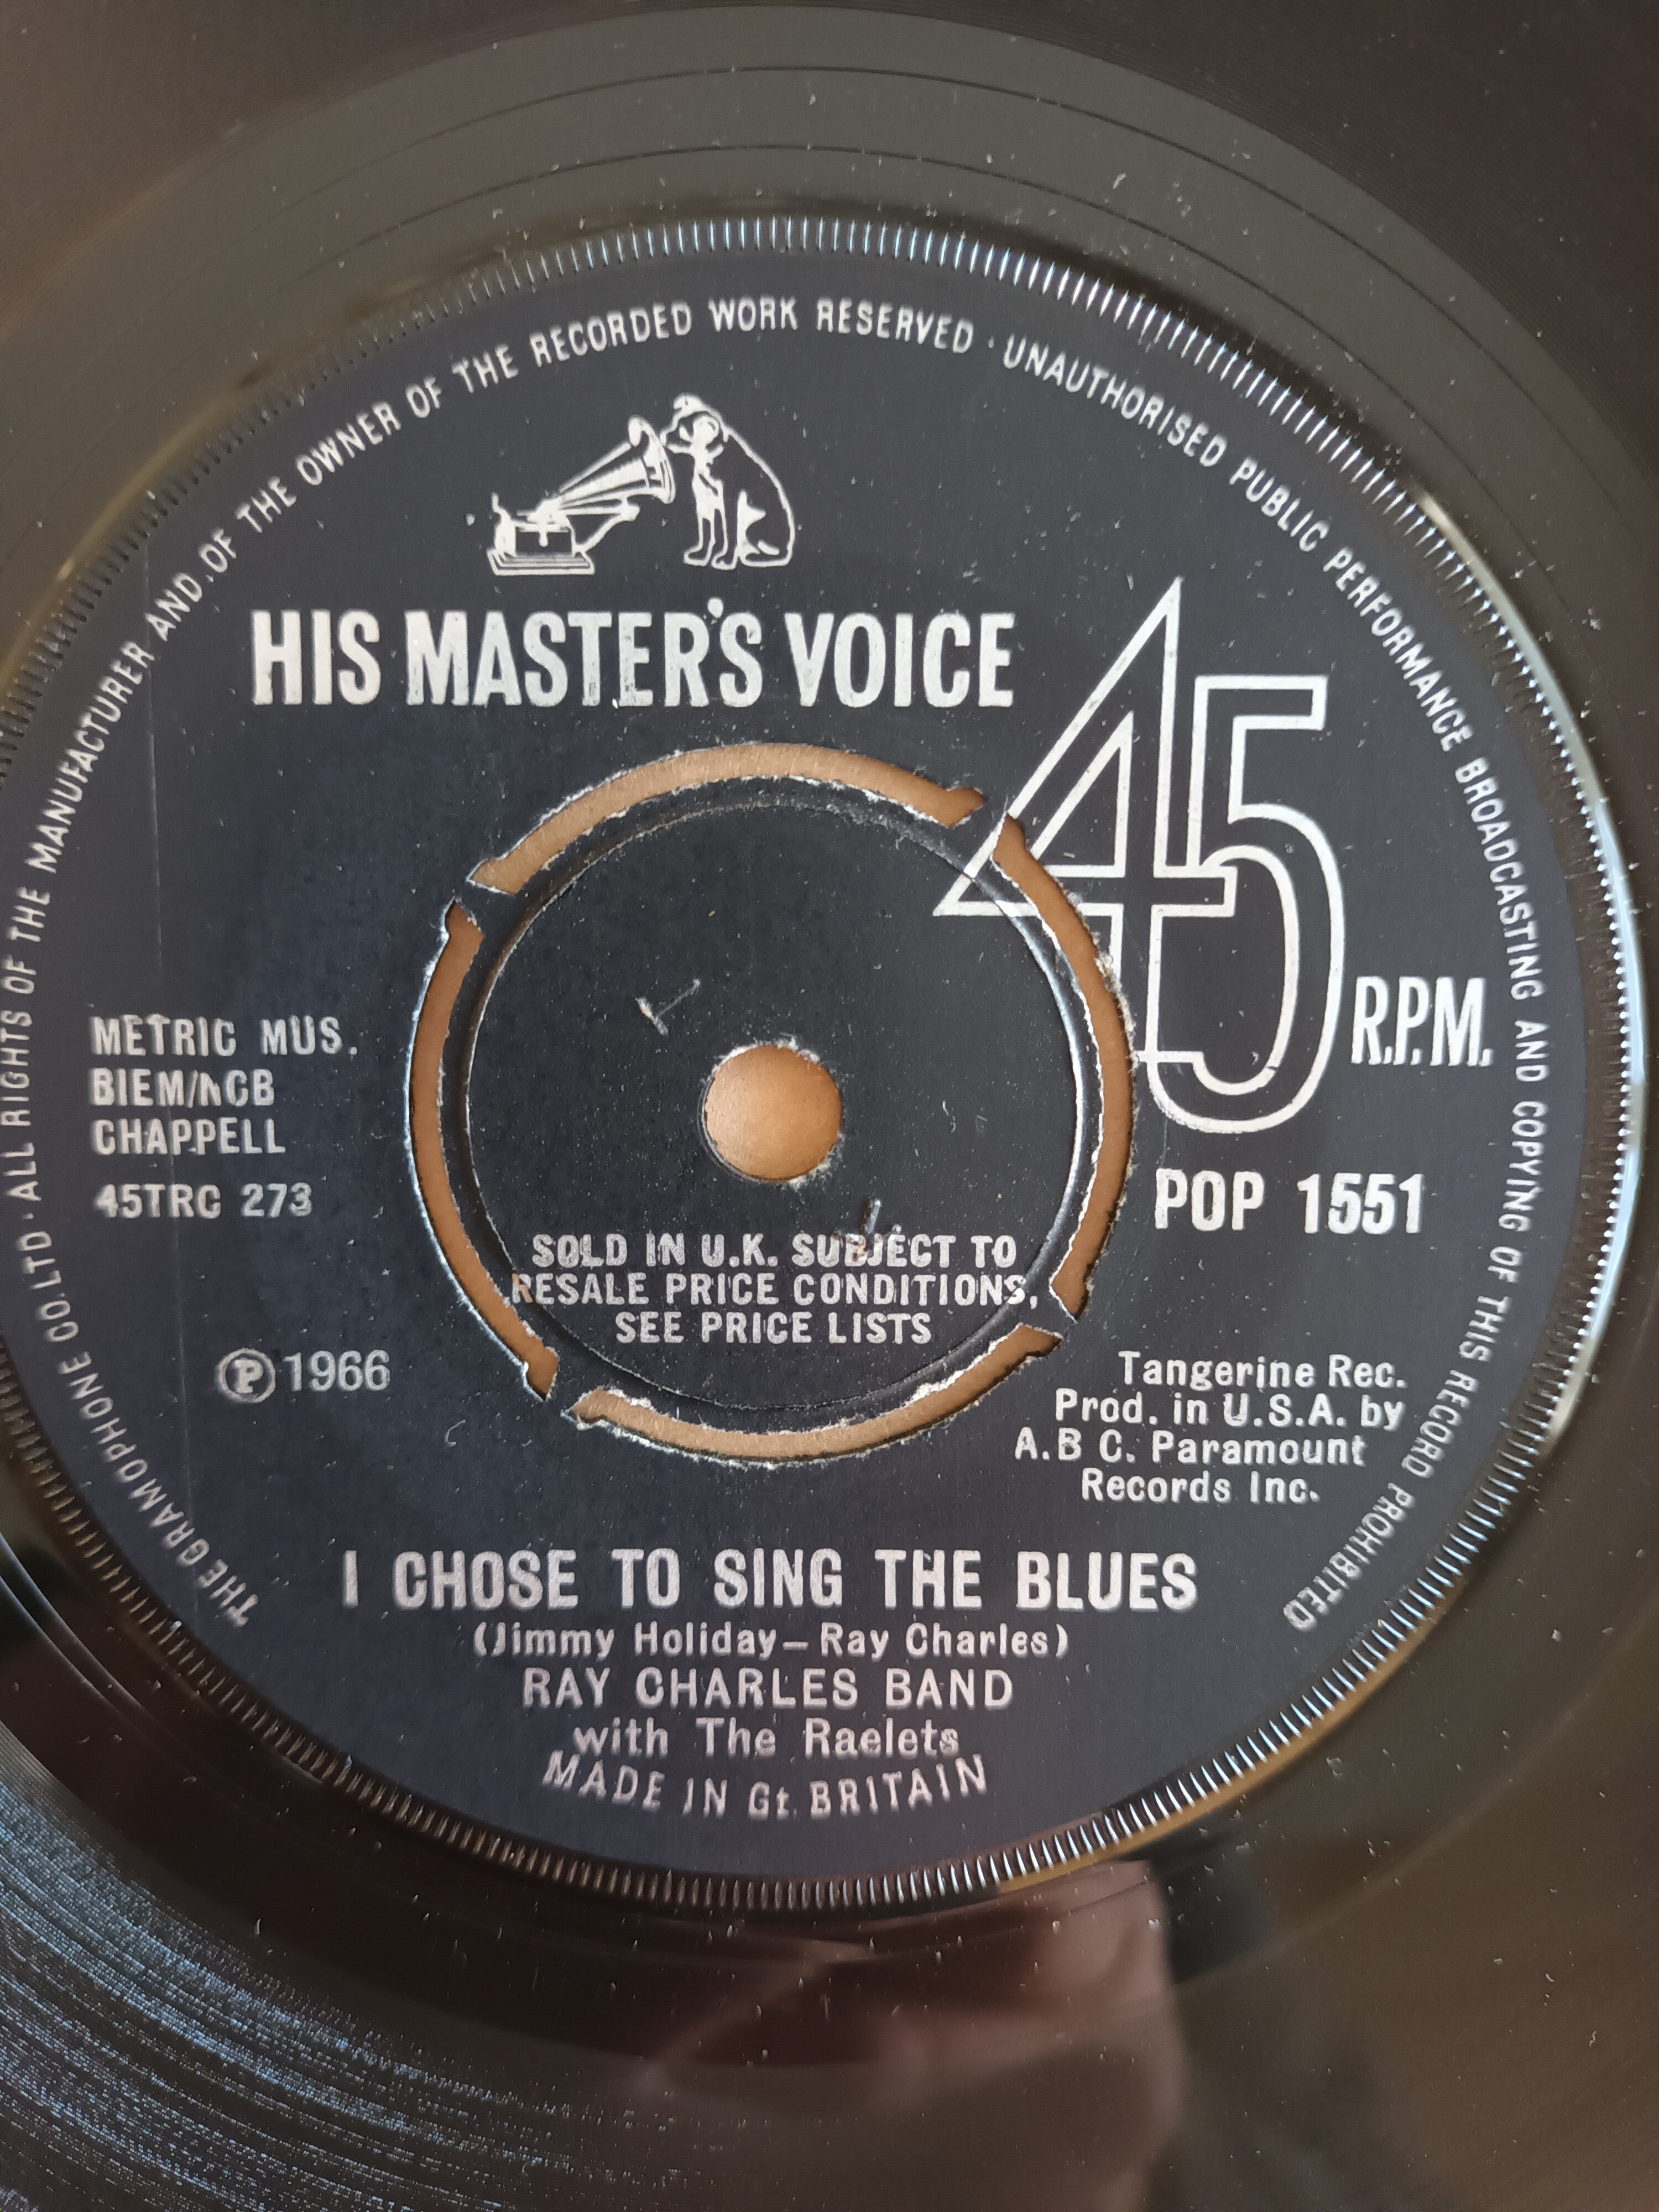 THE GRAMOPHONE CO. LTD · ALL RIGHTS OF THE MANUFACTURER AND OF THE OWNER OF THE RECORDED WORK RESERVED · UNAUTHORISED PUBLIC PERFORMANCE BROADCASTING AND COPYING OF THIS RECORD PROHIBITED
HIS MASTER'S VOICE
45 R.P.M.
METRIC MUS.
BIEM/NCB
CHAPPELL
45TRC 273
POP 1551
SOLD IN U.K. SUBJECT TO
RESALE PRICE CONDITIONS,
SEE PRICE LISTS
℗ 1966
Tangerine Rec.
Prod. in U.S.A. by
A.B C. Paramount
Records Inc.
I CHOSE TO SING THE BLUES
(Jimmy Holiday – Ray Charles)
RAY CHARLES BAND
with The Raelets
MADE IN Gt. BRITAIN